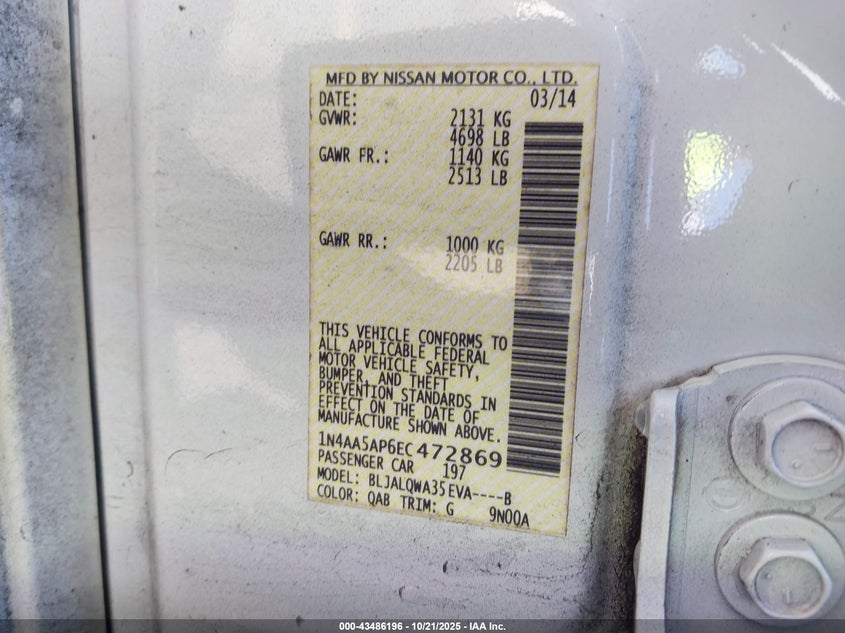 MFD BY NISSAN MOTOR CO., LTD.
DATE: 03/14
GVWR: 2131 KG
4698 LB
GAWR FR.: 1140 KG
2513 LB
GAWR RR.: 1000 KG
2205 LB
THIS VEHICLE CONFORMS TO
ALL APPLICABLE FEDERAL
MOTOR VEHICLE SAFETY,
BUMPER, AND THEFT
PREVENTION STANDARDS IN
EFFECT ON THE DATE OF
MANUFACTURE SHOWN ABOVE.
1N4AA5AP6EC472869
PASSENGER CAR 197
MODEL: BLJALQWA35EVA----B
COLOR: QAB TRIM: G 9N00A
000-43486196 - 10/21/2025 - IAA Inc.